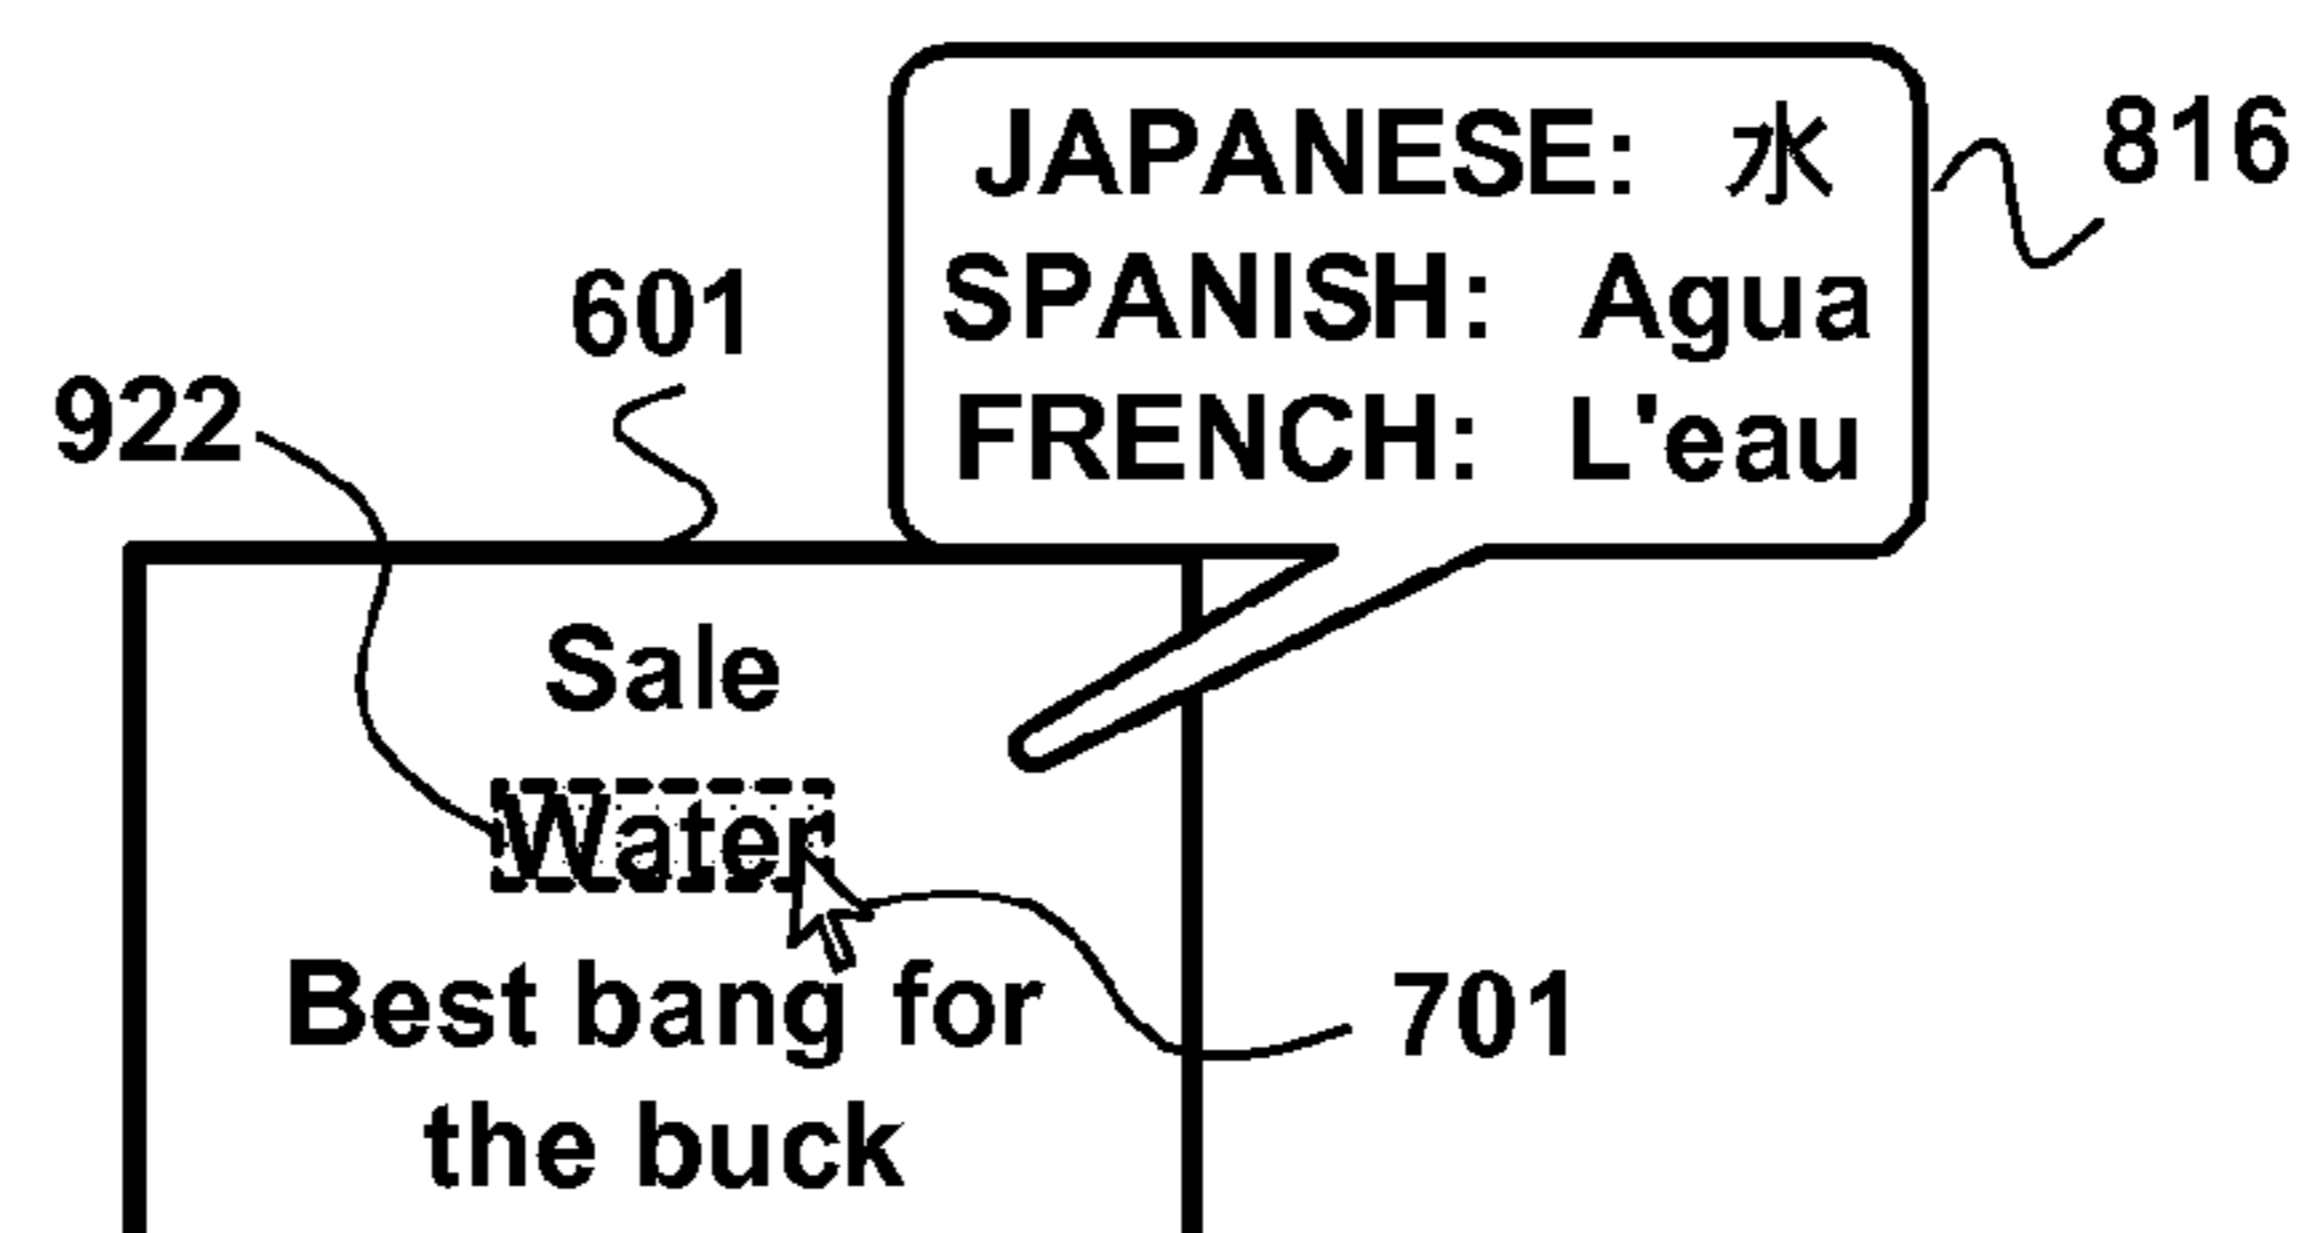 JAPANESE: 水
816
SPANISH: Agua
601
FRENCH: L'eau
922
Sale
Water
Best bang for
701
the buck